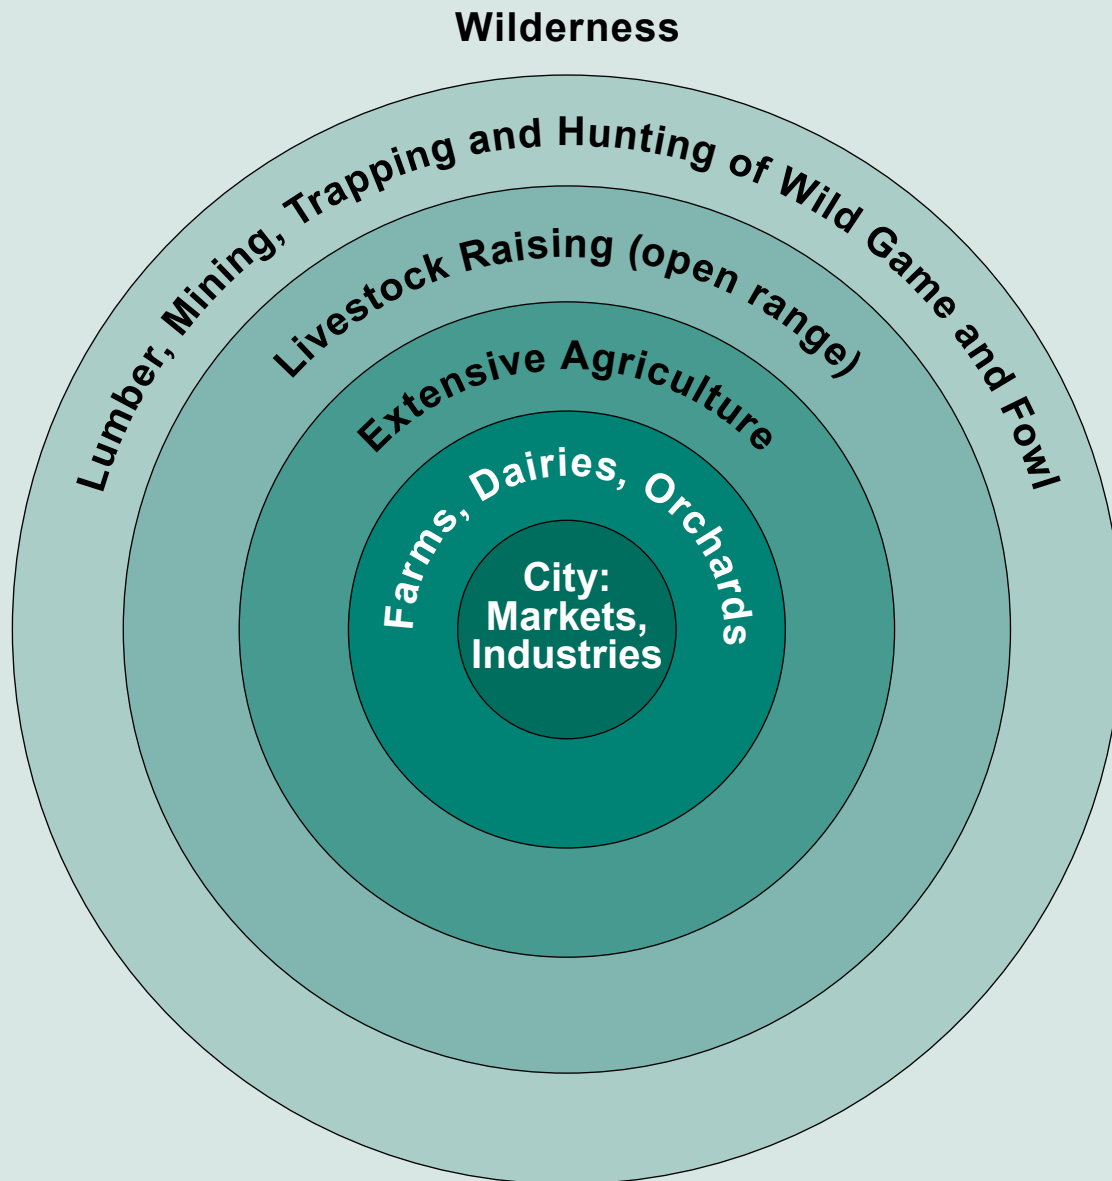 Wilderness
Lumber, Mining, Trapping and Hunting of Wild Game and Fowl
Livestock Raising (open range)
Extensive Agriculture
Farms, Dairies, Orchards
City:
Markets,
Industries